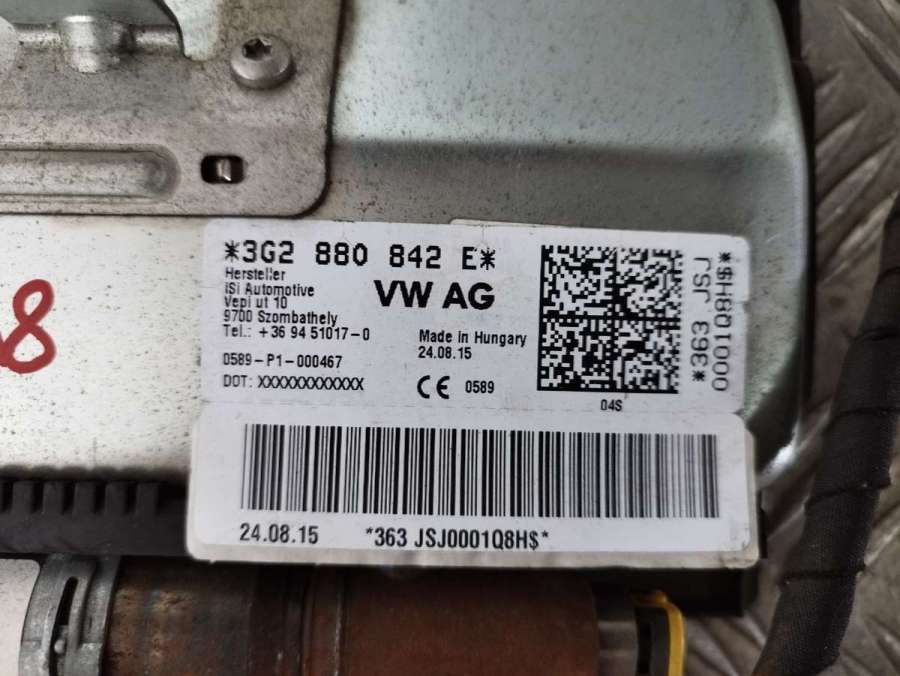 *3G2 880 842 E*
Hersteller
iSi Automotive
Vepi ut 10
9700 Szombathely
Tel.: +36 94 51017-0
VW AG
Made in Hungary
24.08.15
0589-P1-000467
DOT: XXXXXXXXXXXXX
CE 0589
04S
*363 JSJ
0001Q8H$*
24.08.15 *363 JSJ0001Q8H$*
8